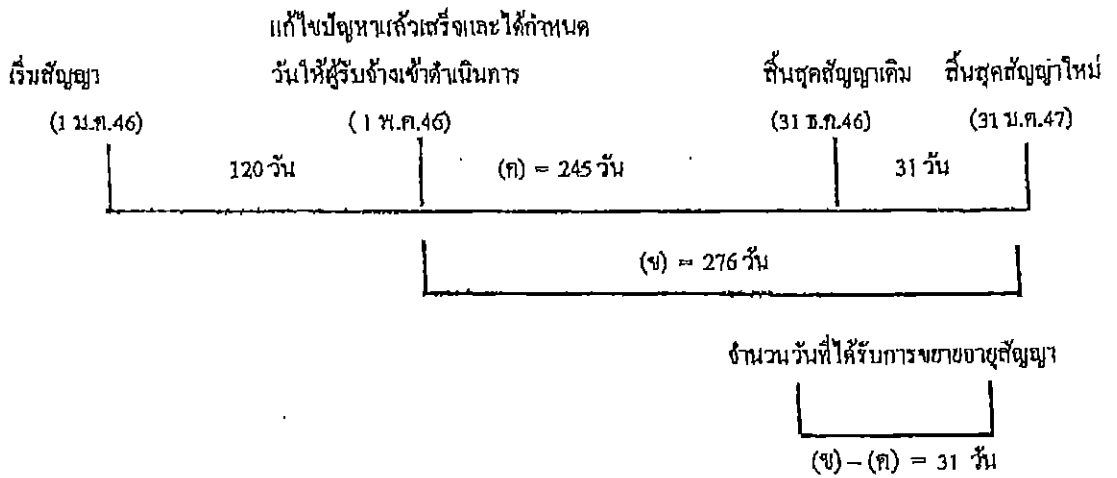 แก้ไขปัญหาแล้วเสร็จและได้กำหนด
เริ่มสัญญา วันให้ผู้รับจ้างเข้าดำเนินการ สิ้นสุดสัญญาเดิม สิ้นสุดสัญญาใหม่
(1 ม.ค.46) (1 พ.ค.46) (31 ธ.ค.46) (31 ม.ค.47)
120 วัน (ค) = 245 วัน 31 วัน
(ข) = 276 วัน
จำนวนวันที่ได้รับการขยายอายุสัญญา
(ข) – (ค) = 31 วัน